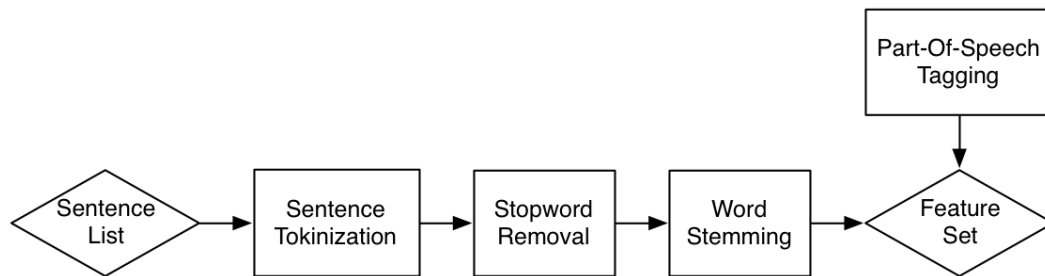 Part-Of-Speech
Tagging
Sentence
List
Sentence
Tokinization
Stopword
Removal
Word
Stemming
Feature
Set